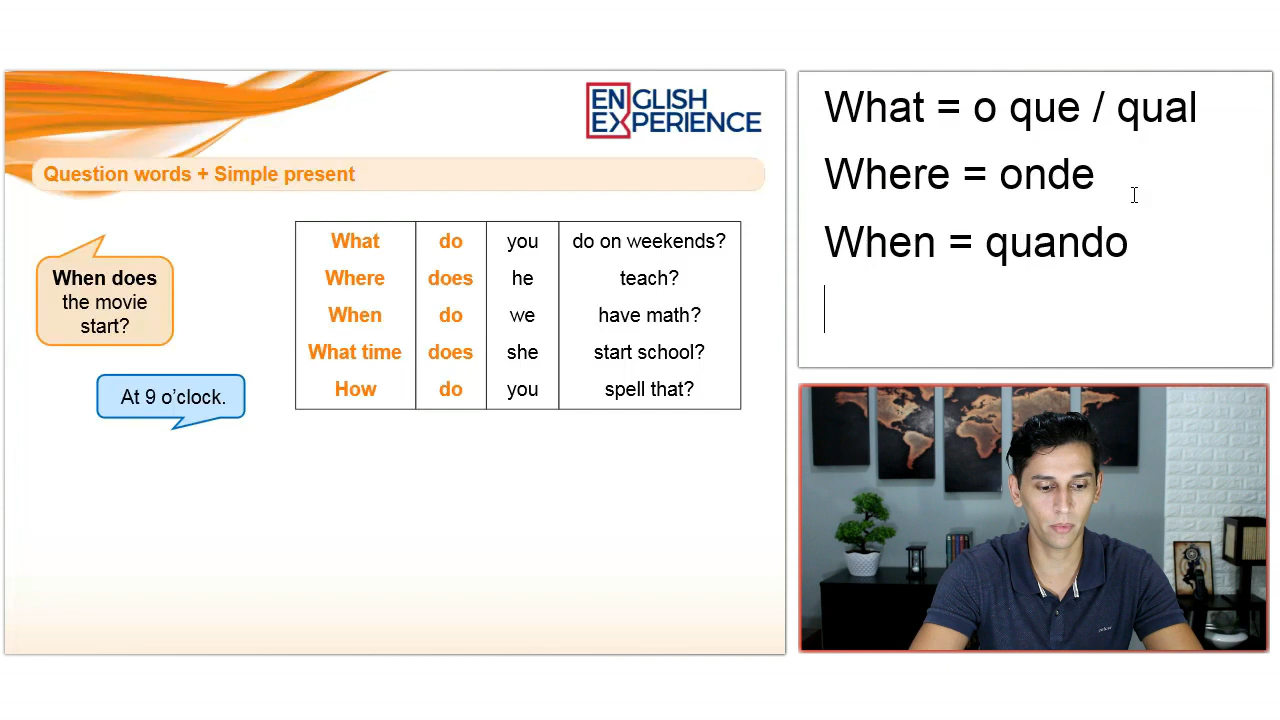 ENGLISH
EXPERIENCE
Question words + Simple present
When does
the movie
start?
At 9 o'clock.
What do you do on weekends?
Where does he teach?
When do we have math?
What time does she start school?
How do you spell that?
What = o que / qual
Where = onde
When = quando